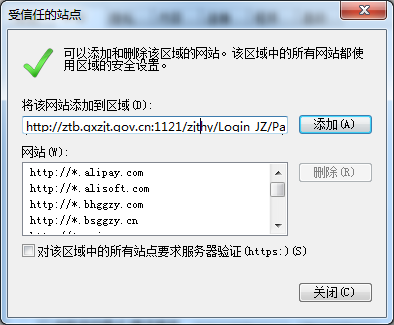 受信任的站点
可以添加和删除该区域的网站。该区域中的所有网站都使
用区域的安全设置。
将该网站添加到区域(D):
http://ztb.gxzjt.gov.cn:1121/zjthy/Login_JZ/Pa
添加(A)
网站(W):
http://*.alipay.com
http://*.alisoft.com
http://*.bhggzy.com
http://*.bsggzy.cn
删除(R)
对该区域中的所有站点要求服务器验证(https:)(S)
关闭(C)